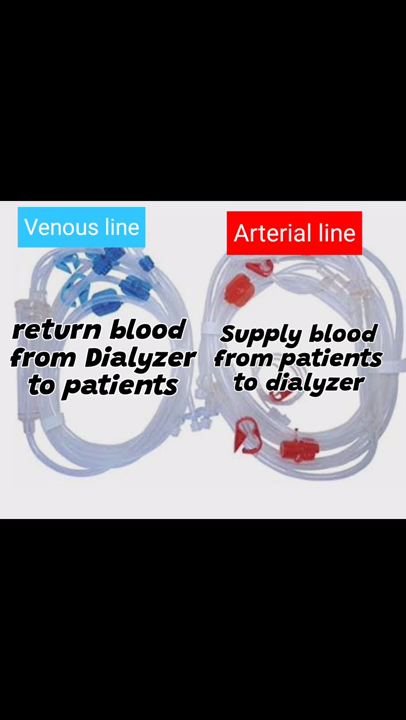 Venous line
return blood
from Dialyzer
to patients
Arterial line
Supply blood
from patients
to dialyzer